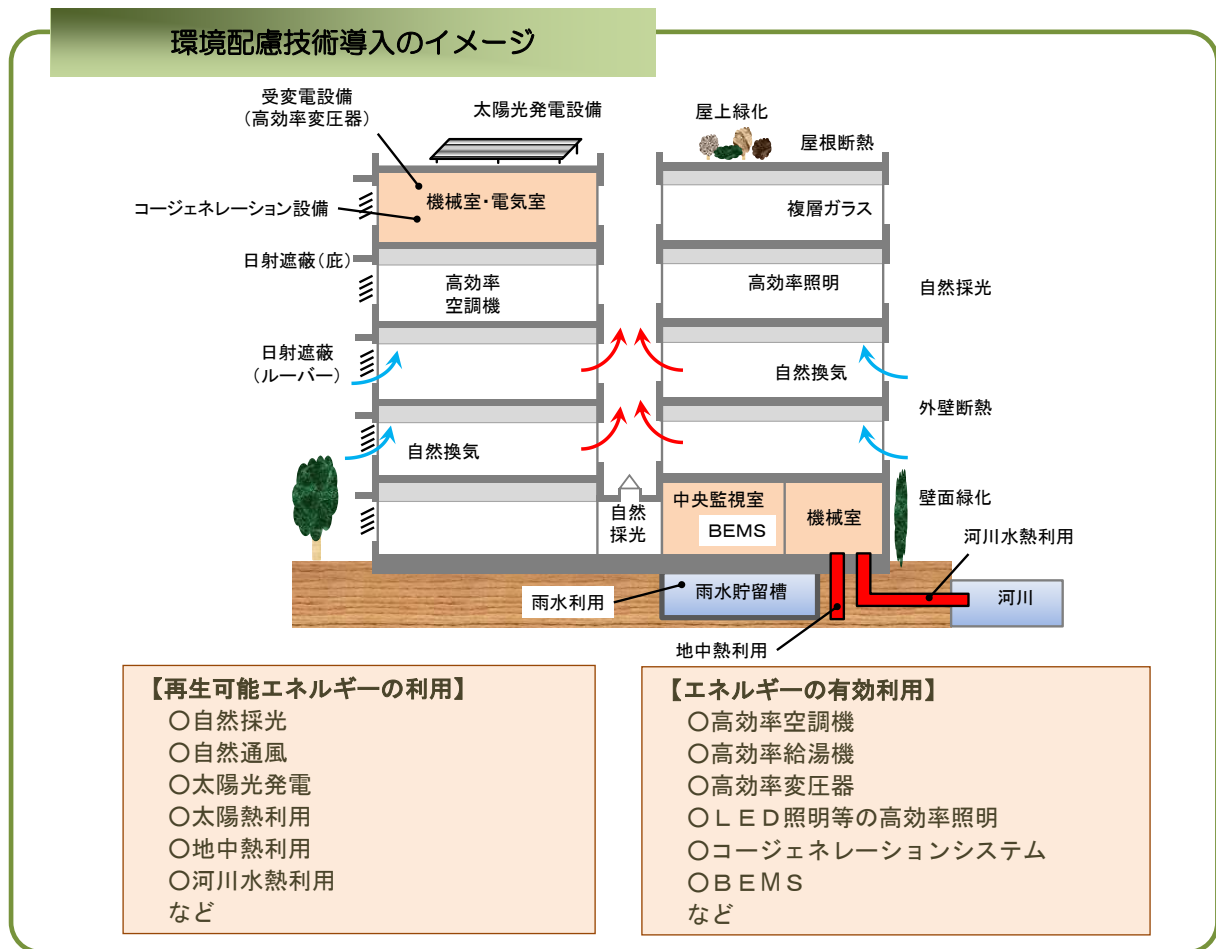 環境配慮技術導入のイメージ
受変電設備
(高効率変圧器)
太陽光発電設備
屋上緑化
屋根断熱
機械室・電気室
コージェネレーション設備
複層ガラス
日射遮蔽(庇)
高効率
空調機
高効率照明
自然採光
日射遮蔽
(ルーバー)
自然換気
外壁断熱
自然換気
自然
採光
中央監視室
BEMS
機械室
壁面緑化
河川水熱利用
雨水利用
雨水貯留槽
河川
地中熱利用
【再生可能エネルギーの利用】
○自然採光
○自然通風
○太陽光発電
○太陽熱利用
○地中熱利用
○河川水熱利用
など
【エネルギーの有効利用】
○高効率空調機
○高効率給湯機
○高効率変圧器
○LED照明等の高効率照明
○コージェネレーションシステム
○BEMS
など